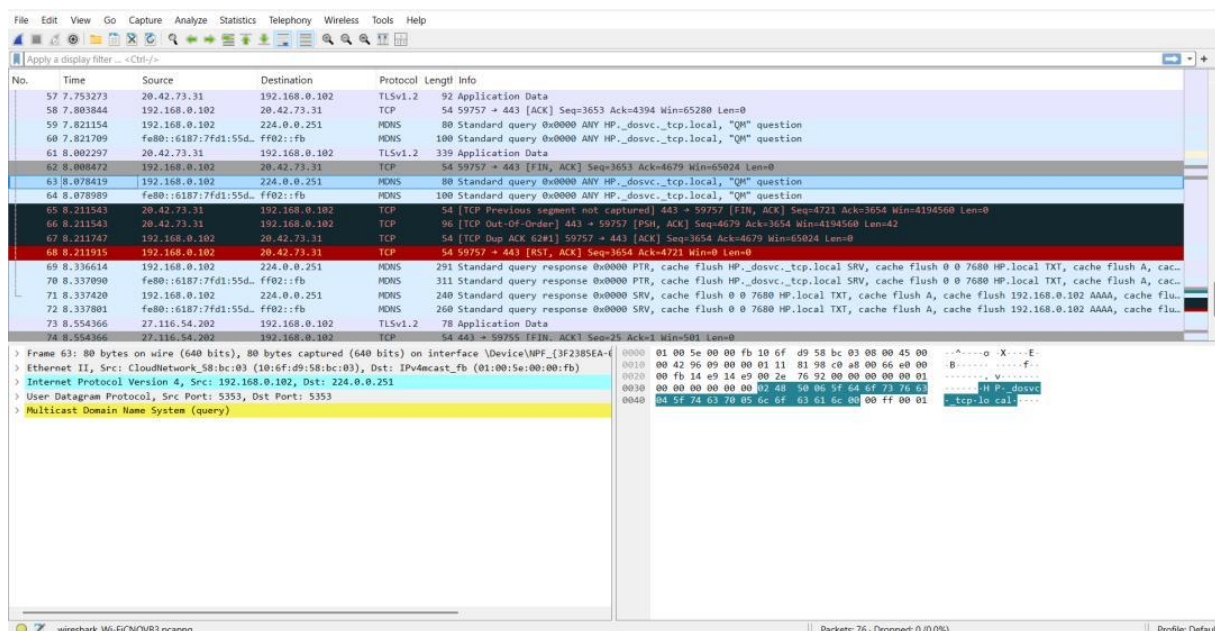 File Edit View Go Capture Analyze Statistics Telephony Wireless Tools Help
Apply a display filter ... <Ctrl-/>
No. Time Source Destination Protocol Length Info
57 7.753273 20.42.73.31 192.168.0.102 TLSv1.2 92 Application Data
58 7.803844 192.168.0.102 20.42.73.31 TCP 54 59757 → 443 [ACK] Seq=3653 Ack=4394 Win=65280 Len=0
59 7.821154 192.168.0.102 224.0.0.251 MDNS 80 Standard query 0x0000 ANY HP._dosvc._tcp.local, "QM" question
60 7.821709 fe80::6187:7fd1:55d… ff02::fb MDNS 100 Standard query 0x0000 ANY HP._dosvc._tcp.local, "QM" question
61 8.002297 20.42.73.31 192.168.0.102 TLSv1.2 339 Application Data
62 8.008472 192.168.0.102 20.42.73.31 TCP 54 59757 → 443 [FIN, ACK] Seq=3653 Ack=4679 Win=65024 Len=0
63 8.078419 192.168.0.102 224.0.0.251 MDNS 80 Standard query 0x0000 ANY HP._dosvc._tcp.local, "QM" question
64 8.078989 fe80::6187:7fd1:55d… ff02::fb MDNS 100 Standard query 0x0000 ANY HP._dosvc._tcp.local, "QM" question
65 8.211543 20.42.73.31 192.168.0.102 TCP 54 [TCP Previous segment not captured] 443 → 59757 [FIN, ACK] Seq=4721 Ack=3654 Win=4194560 Len=0
66 8.211543 20.42.73.31 192.168.0.102 TCP 96 [TCP Out-Of-Order] 443 → 59757 [PSH, ACK] Seq=4679 Ack=3654 Win=4194560 Len=42
67 8.211747 192.168.0.102 20.42.73.31 TCP 54 [TCP Dup ACK 62#1] 59757 → 443 [ACK] Seq=3654 Ack=4679 Win=65024 Len=0
68 8.211915 192.168.0.102 20.42.73.31 TCP 54 59757 → 443 [RST, ACK] Seq=3654 Ack=4721 Win=0 Len=0
69 8.336614 192.168.0.102 224.0.0.251 MDNS 291 Standard query response 0x0000 PTR, cache flush HP._dosvc._tcp.local SRV, cache flush 0 0 7680 HP.local TXT, cache flush A, cac…
70 8.337090 fe80::6187:7fd1:55d… ff02::fb MDNS 311 Standard query response 0x0000 PTR, cache flush HP._dosvc._tcp.local SRV, cache flush 0 0 7680 HP.local TXT, cache flush A, cac…
71 8.337420 192.168.0.102 224.0.0.251 MDNS 240 Standard query response 0x0000 SRV, cache flush 0 0 7680 HP.local TXT, cache flush A, cache flush 192.168.0.102 AAAA, cache flu…
72 8.337801 fe80::6187:7fd1:55d… ff02::fb MDNS 260 Standard query response 0x0000 SRV, cache flush 0 0 7680 HP.local TXT, cache flush A, cache flush 192.168.0.102 AAAA, cache flu…
73 8.554366 27.116.54.202 192.168.0.102 TLSv1.2 78 Application Data
74 8.554366 27.116.54.202 192.168.0.102 TCP 54 443 → 59755 [FIN, ACK] Seq=25 Ack=1 Win=501 Len=0
> Frame 63: 80 bytes on wire (640 bits), 80 bytes captured (640 bits) on interface \Device\NPF_{3F2385EA-
> Ethernet II, Src: CloudNetwork_58:bc:03 (10:6f:d9:58:bc:03), Dst: IPv4mcast_fb (01:00:5e:00:00:fb)
> Internet Protocol Version 4, Src: 192.168.0.102, Dst: 224.0.0.251
> User Datagram Protocol, Src Port: 5353, Dst Port: 5353
> Multicast Domain Name System (query)
0000 01 00 5e 00 00 fb 10 6f d9 58 bc 03 08 00 45 00 ··^····o ·X····E·
0010 00 42 96 09 00 00 01 11 81 98 c0 a8 00 66 e0 00 ·B······ ·····f··
0020 00 fb 14 e9 14 e9 00 2e 76 92 00 00 00 00 00 01 ·······. v·······
0030 00 00 00 00 00 00 02 48 50 06 5f 64 6f 73 76 63 ·······H P·_dosvc
0040 04 5f 74 63 70 05 6c 6f 63 61 6c 00 00 ff 00 01 ·_tcp·lo cal·····
wireshark_Wi-FiCNOVB3.pcapng Packets: 76 · Dropped: 0 (0.0%) Profile: Default